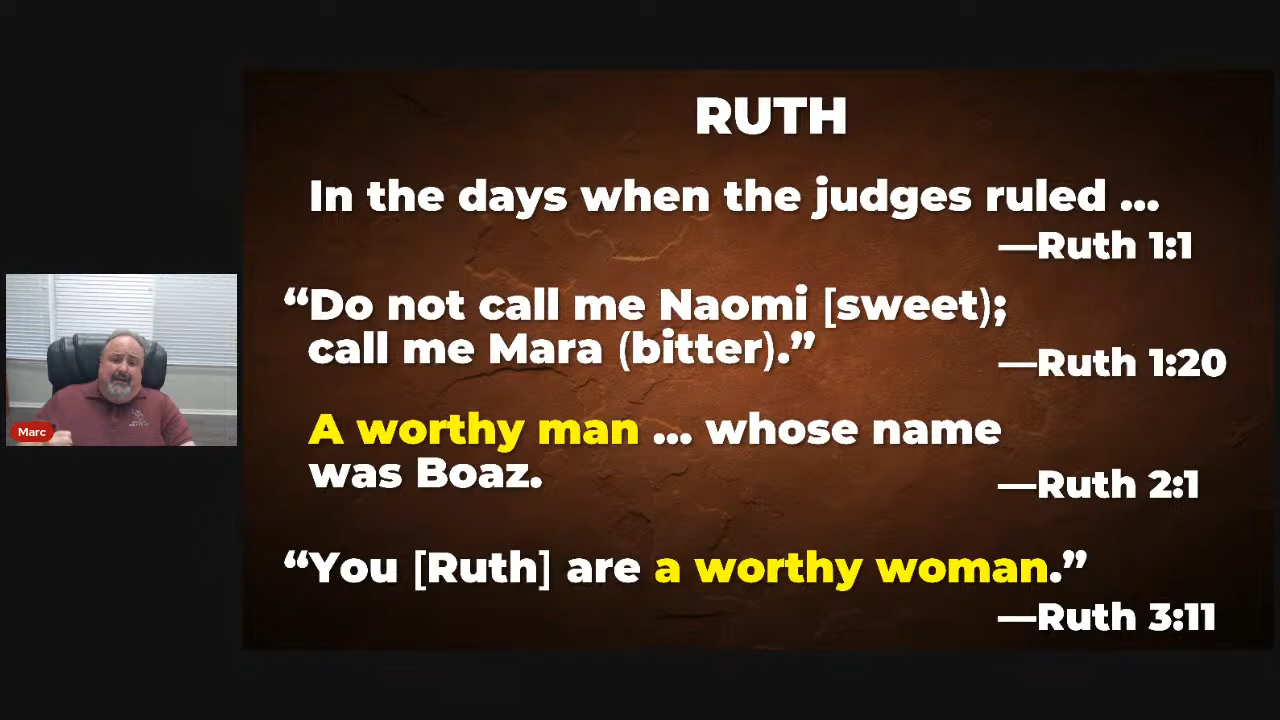 RUTH
In the days when the judges ruled ...
—Ruth 1:1
“Do not call me Naomi [sweet);
call me Mara (bitter).”
—Ruth 1:20
A worthy man ... whose name
was Boaz.
—Ruth 2:1
“You [Ruth] are a worthy woman.”
—Ruth 3:11
Marc